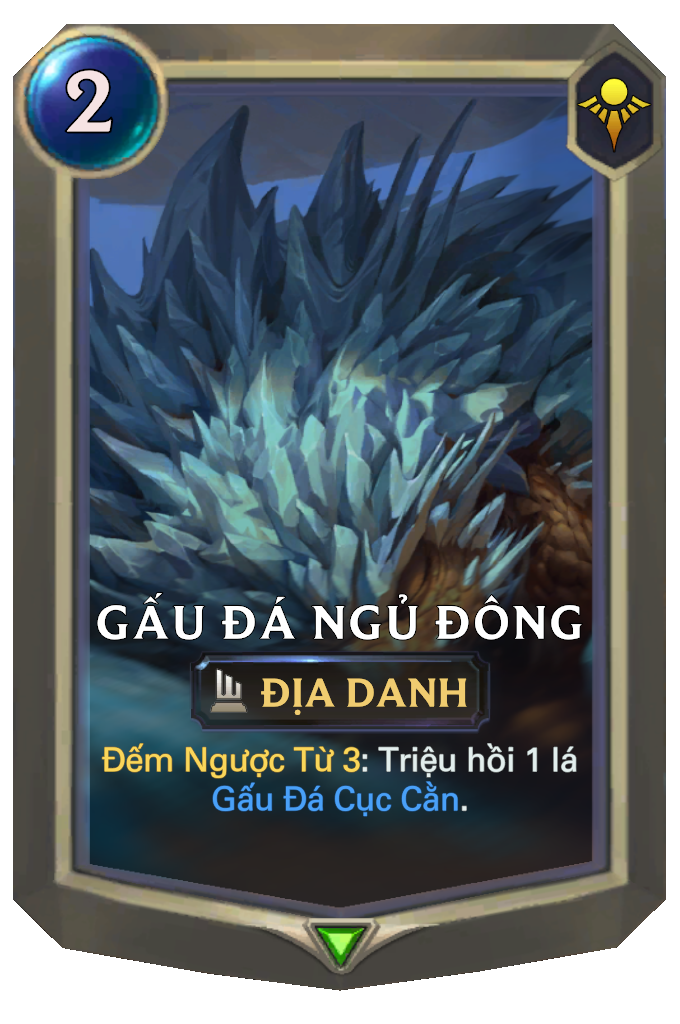 2
GẤU ĐÁ NGỦ ĐÔNG
ĐỊA DANH
Đếm Ngược Từ 3: Triệu hồi 1 lá
Gấu Đá Cục Cằn.